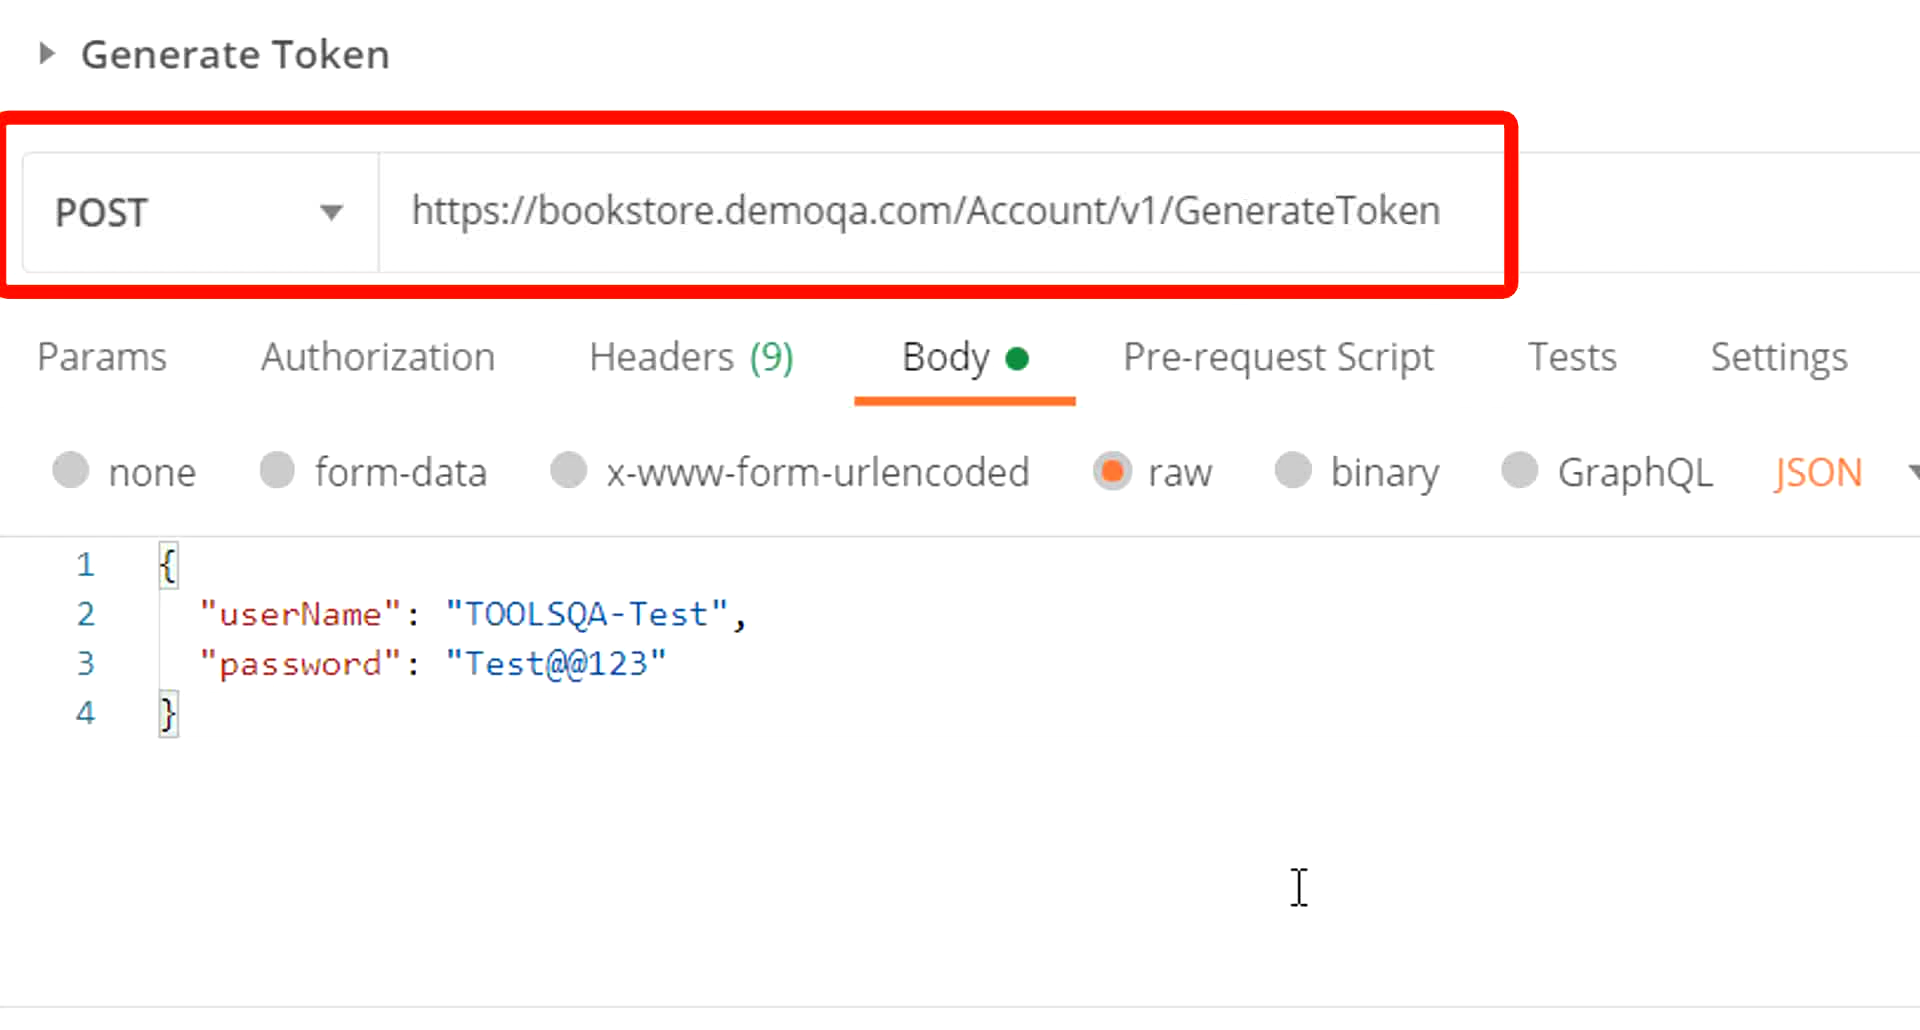 Generate Token
POST https://bookstore.demoqa.com/Account/v1/GenerateToken
Params Authorization Headers (9) Body Pre-request Script Tests Settings
none form-data x-www-form-urlencoded raw binary GraphQL JSON
1 {
2 "userName": "TOOLSQA-Test",
3 "password": "Test@@123"
4 }